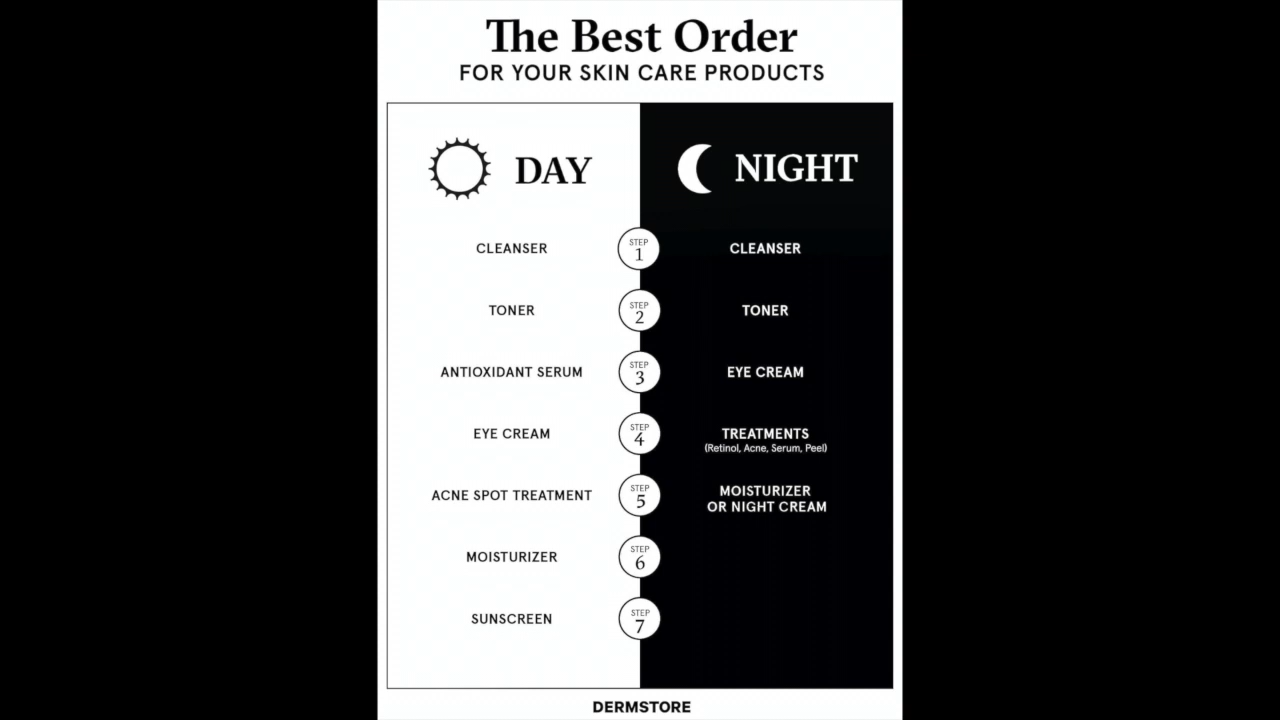 The Best Order
FOR YOUR SKIN CARE PRODUCTS
DAY
NIGHT
CLEANSER
STEP
1
CLEANSER
TONER
STEP
2
TONER
ANTIOXIDANT SERUM
STEP
3
EYE CREAM
EYE CREAM
STEP
4
TREATMENTS
(Retinol, Acne, Serum, Peel)
ACNE SPOT TREATMENT
STEP
5
MOISTURIZER
OR NIGHT CREAM
MOISTURIZER
STEP
6
SUNSCREEN
STEP
7
DERMSTORE